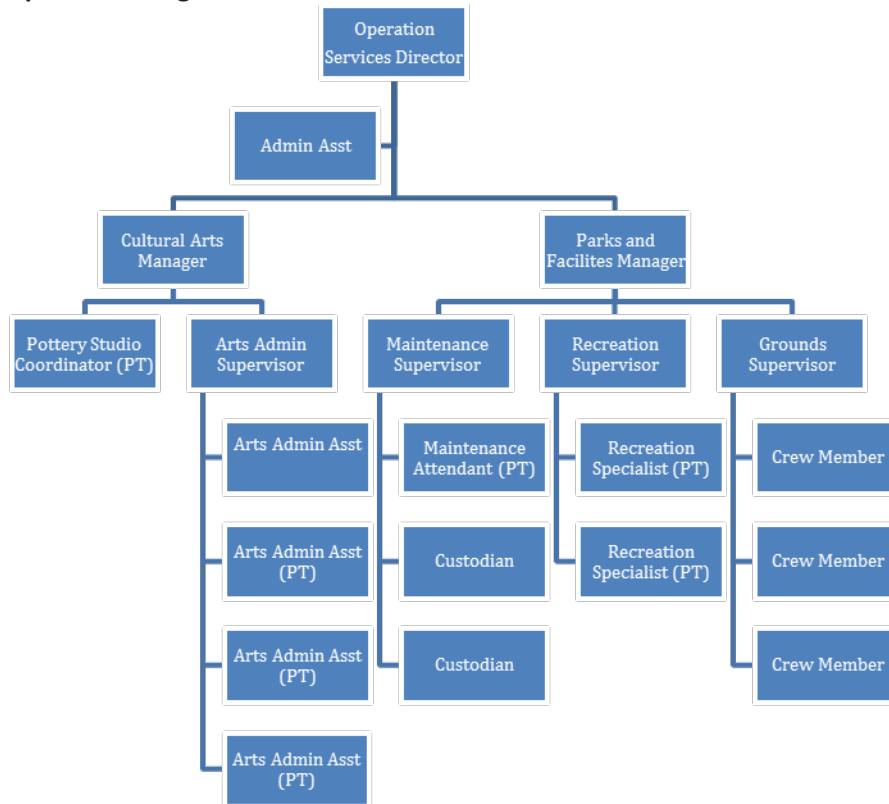 Operation
Services Director
Admin Asst
Cultural Arts
Manager
Parks and
Facilites Manager
Pottery Studio
Coordinator (PT)
Arts Admin
Supervisor
Maintenance
Supervisor
Recreation
Supervisor
Grounds
Supervisor
Arts Admin Asst
Maintenance
Attendant (PT)
Recreation
Specialist (PT)
Crew Member
Arts Admin Asst
(PT)
Custodian
Recreation
Specialist (PT)
Crew Member
Arts Admin Asst
(PT)
Custodian
Crew Member
Arts Admin Asst
(PT)